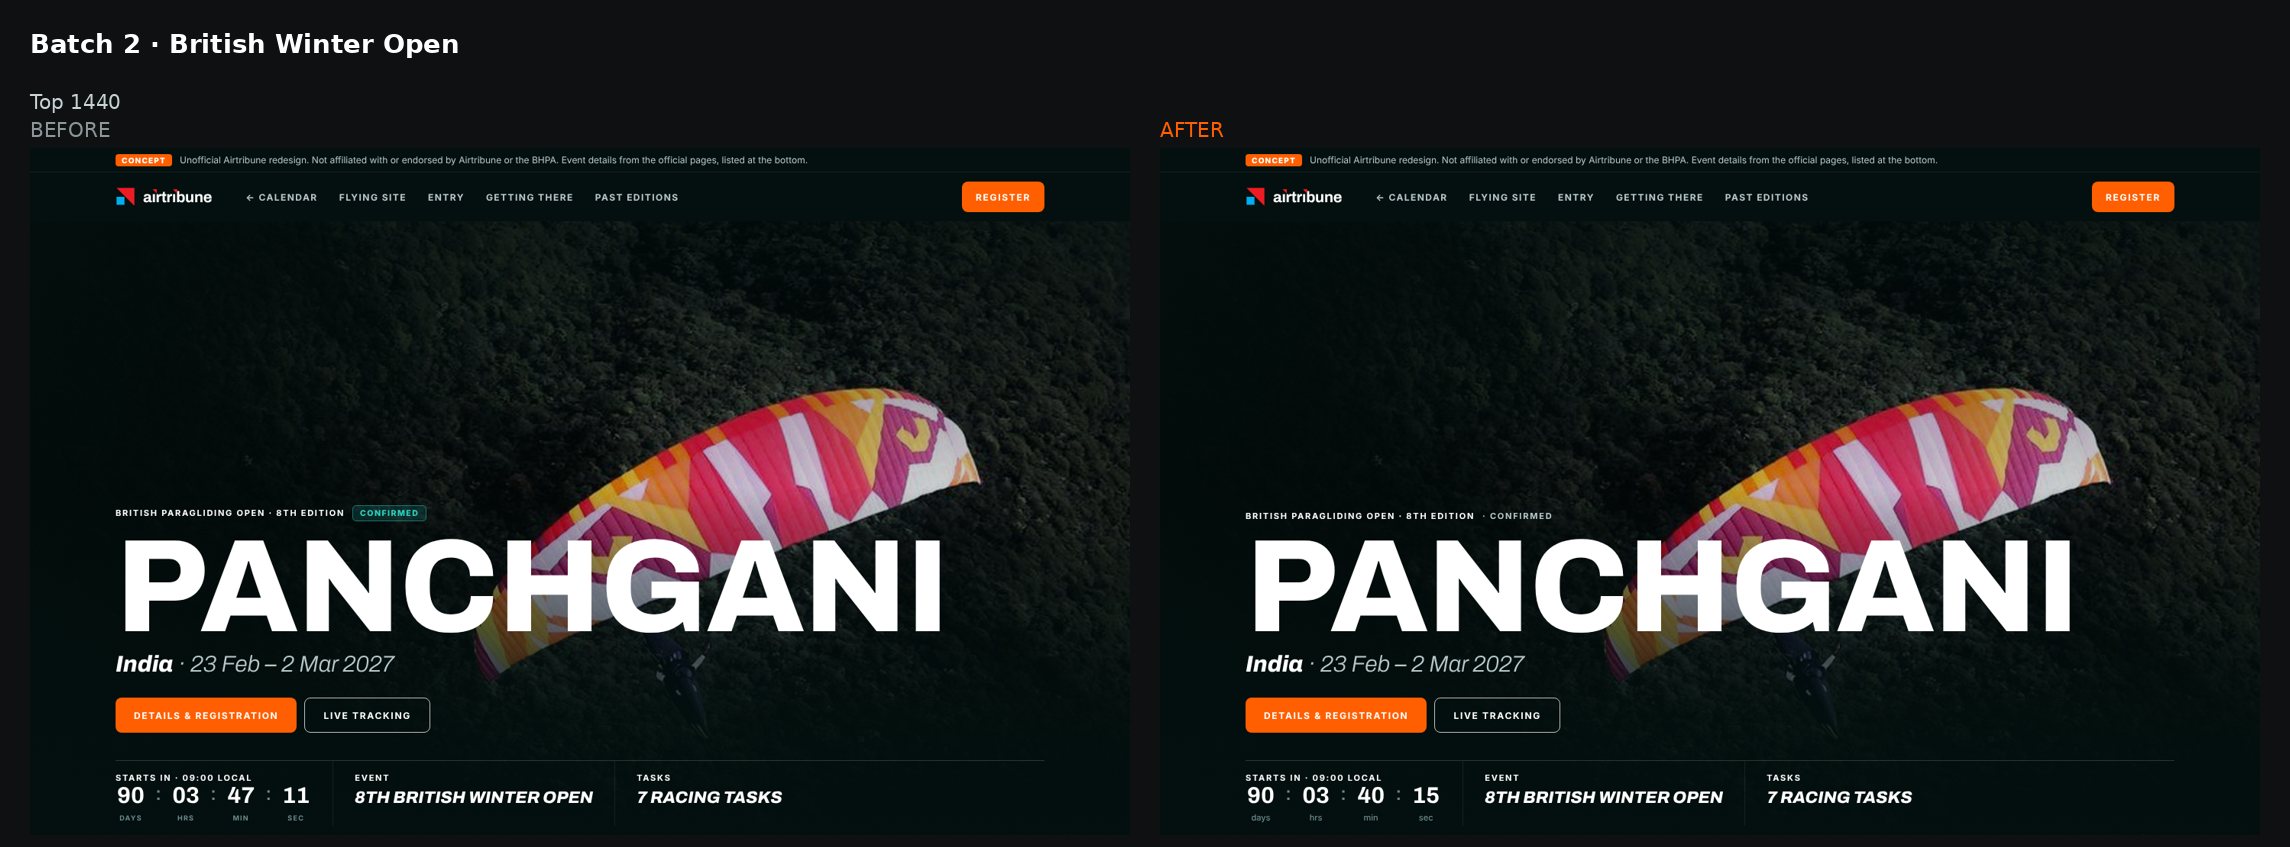 Batch 2 · British Winter Open
Top 1440
BEFORE
CONCEPT Unofficial Airtribune redesign. Not affiliated with or endorsed by Airtribune or the BHPA. Event details from the official pages, listed at the bottom.
airtribune ← CALENDAR FLYING SITE ENTRY GETTING THERE PAST EDITIONS REGISTER
BRITISH PARAGLIDING OPEN · 8TH EDITION CONFIRMED
PANCHGANI
India · 23 Feb – 2 Mar 2027
DETAILS & REGISTRATION LIVE TRACKING
STARTS IN · 09:00 LOCAL EVENT TASKS
90 : 03 : 47 : 11 8TH BRITISH WINTER OPEN 7 RACING TASKS
DAYS HRS MIN SEC
AFTER
CONCEPT Unofficial Airtribune redesign. Not affiliated with or endorsed by Airtribune or the BHPA. Event details from the official pages, listed at the bottom.
airtribune ← CALENDAR FLYING SITE ENTRY GETTING THERE PAST EDITIONS REGISTER
BRITISH PARAGLIDING OPEN · 8TH EDITION · CONFIRMED
PANCHGANI
India · 23 Feb – 2 Mar 2027
DETAILS & REGISTRATION LIVE TRACKING
STARTS IN · 09:00 LOCAL EVENT TASKS
90 : 03 : 40 : 15 8TH BRITISH WINTER OPEN 7 RACING TASKS
days hrs min sec